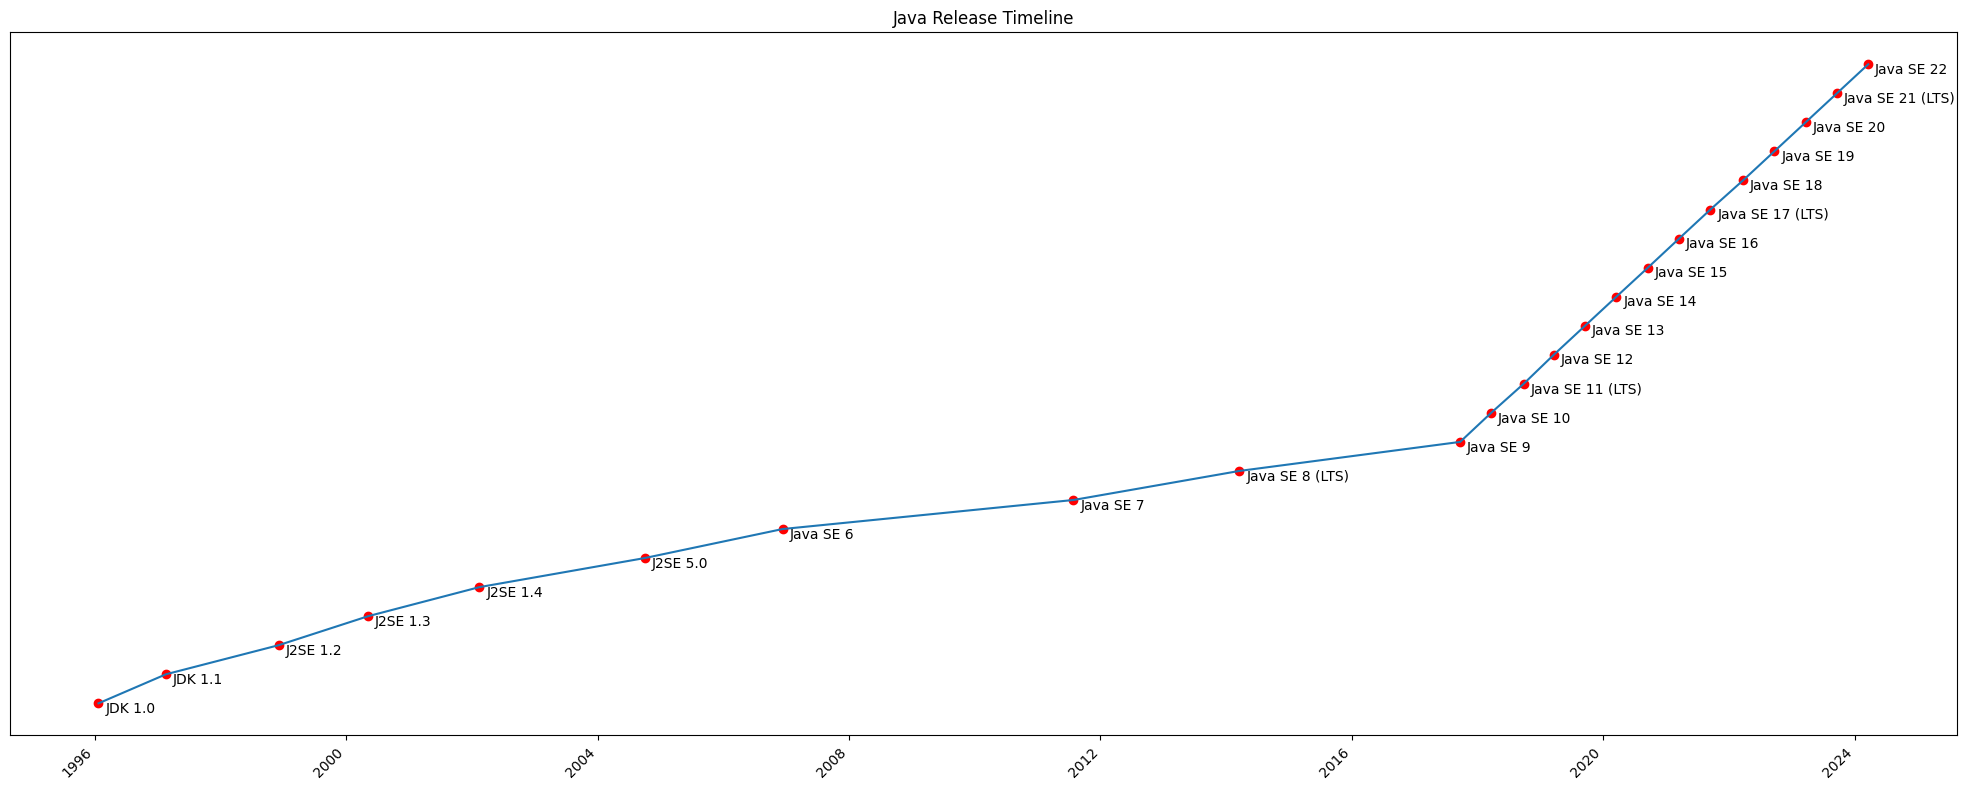 Java Release Timeline
Java SE 22
Java SE 21 (LTS)
Java SE 20
Java SE 19
Java SE 18
Java SE 17 (LTS)
Java SE 16
Java SE 15
Java SE 14
Java SE 13
Java SE 12
Java SE 11 (LTS)
Java SE 10
Java SE 9
Java SE 8 (LTS)
Java SE 7
Java SE 6
J2SE 5.0
J2SE 1.4
J2SE 1.3
J2SE 1.2
JDK 1.1
JDK 1.0
1996
2000
2004
2008
2012
2016
2020
2024